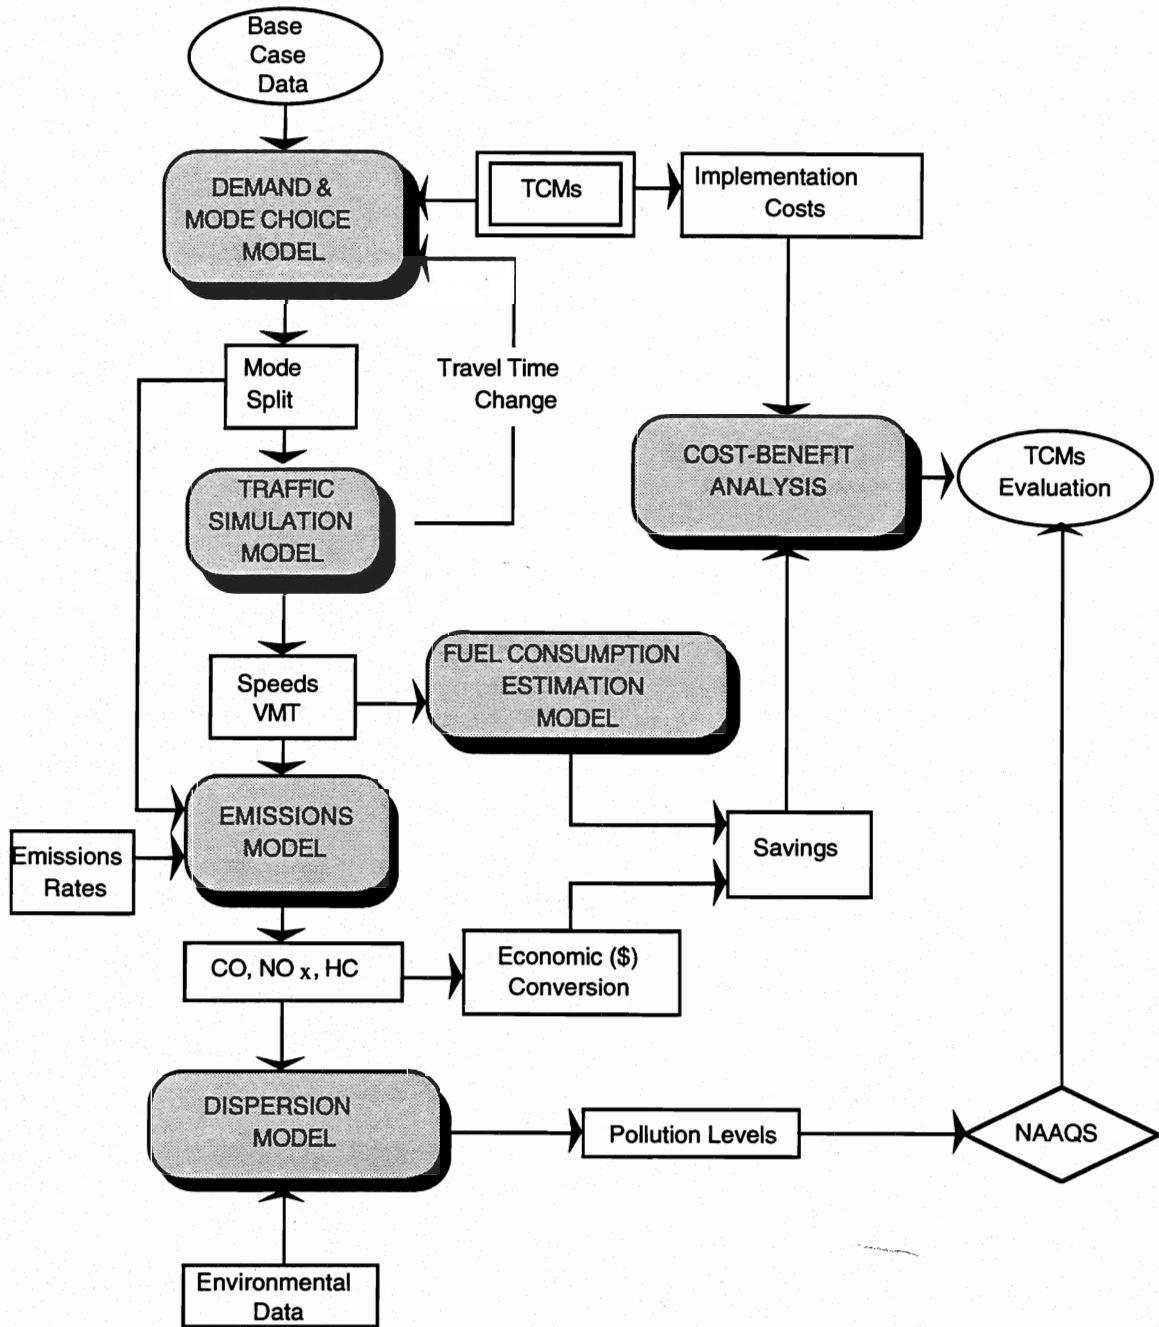 Base
Case
Data
DEMAND &
MODE CHOICE
MODEL
TCMs
Implementation
Costs
Mode
Split
Travel Time
Change
TRAFFIC
SIMULATION
MODEL
COST-BENEFIT
ANALYSIS
TCMs
Evaluation
Speeds
VMT
FUEL CONSUMPTION
ESTIMATION
MODEL
EMISSIONS
MODEL
Emissions
Rates
Savings
CO, NO x, HC
Economic ($)
Conversion
DISPERSION
MODEL
Pollution Levels
NAAQS
Environmental
Data